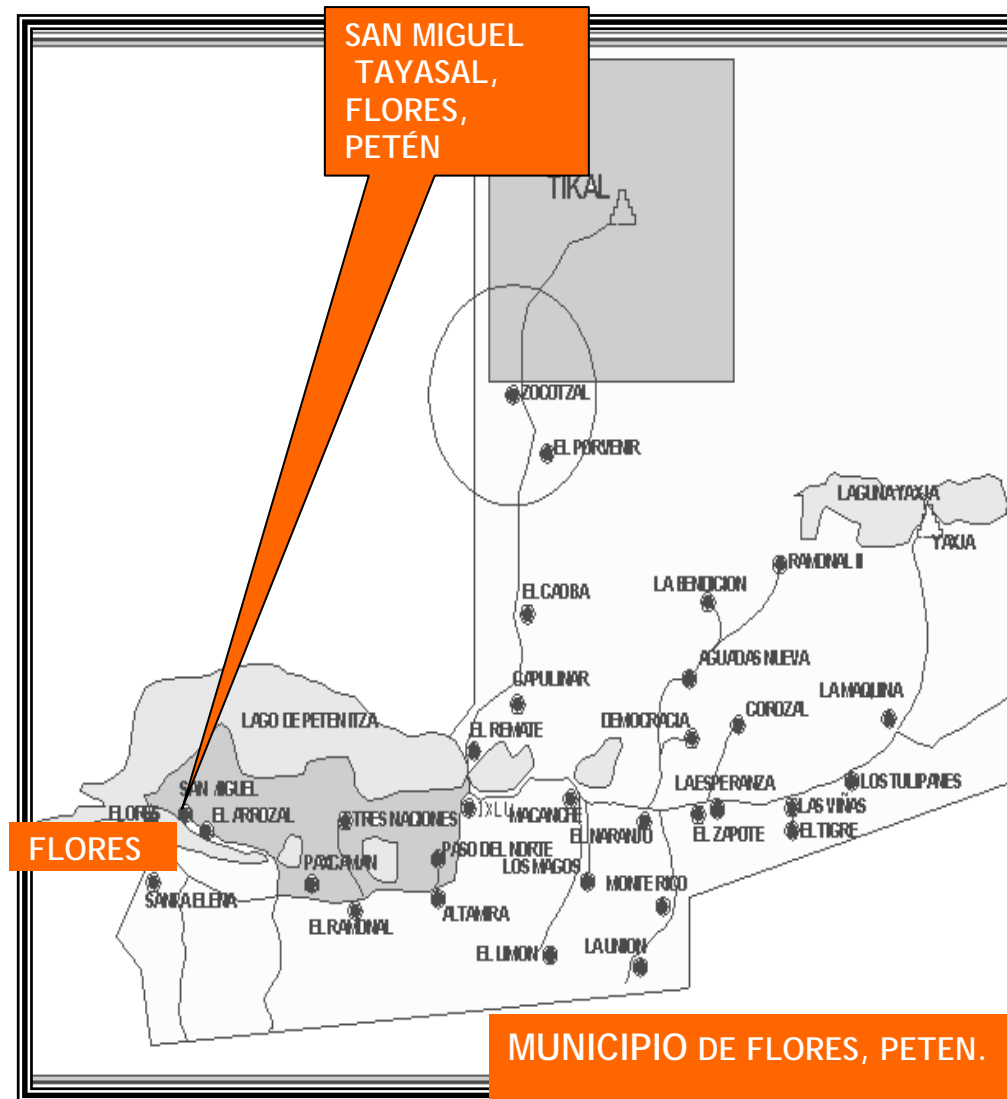 SAN MIGUEL
TAYASAL,
FLORES,
PETÉN
TIKAL
ZOCOTZAL
EL PORVENIR
LAGUNA YAXJA
YAXJA
RAMONAL II
LA BENDICION
EL CAOBA
AGUADAS NUEVA
CAPULINAR
LA MAQUINA
COROZAL
DEMOCRACIA
LAGO DE PETEN ITZA
EL REMATE
LOS TULIPANES
LA ESPERANZA
SAN MIGUEL
FLORES
EL ARROZAL
TRES NACIONES
IXLU
MACANCHE
EL NARANJO
EL ZAPOTE
LAS VIÑAS
EL TIGRE
FLORES
PAXCAMAN
PASO DEL NORTE
LOS MAGOS
MONTE RICO
SANTA ELENA
EL RAMONAL
ALTAMIRA
EL LIMON
LA UNION
MUNICIPIO DE FLORES, PETEN.